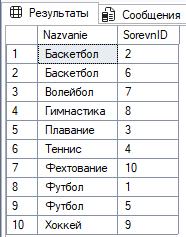 Результаты Сообщения
Nazvanie SorevnID
1 Баскетбол 2
2 Баскетбол 6
3 Волейбол 7
4 Гимнастика 8
5 Плавание 3
6 Теннис 4
7 Фехтование 10
8 Футбол 1
9 Футбол 5
10 Хоккей 9